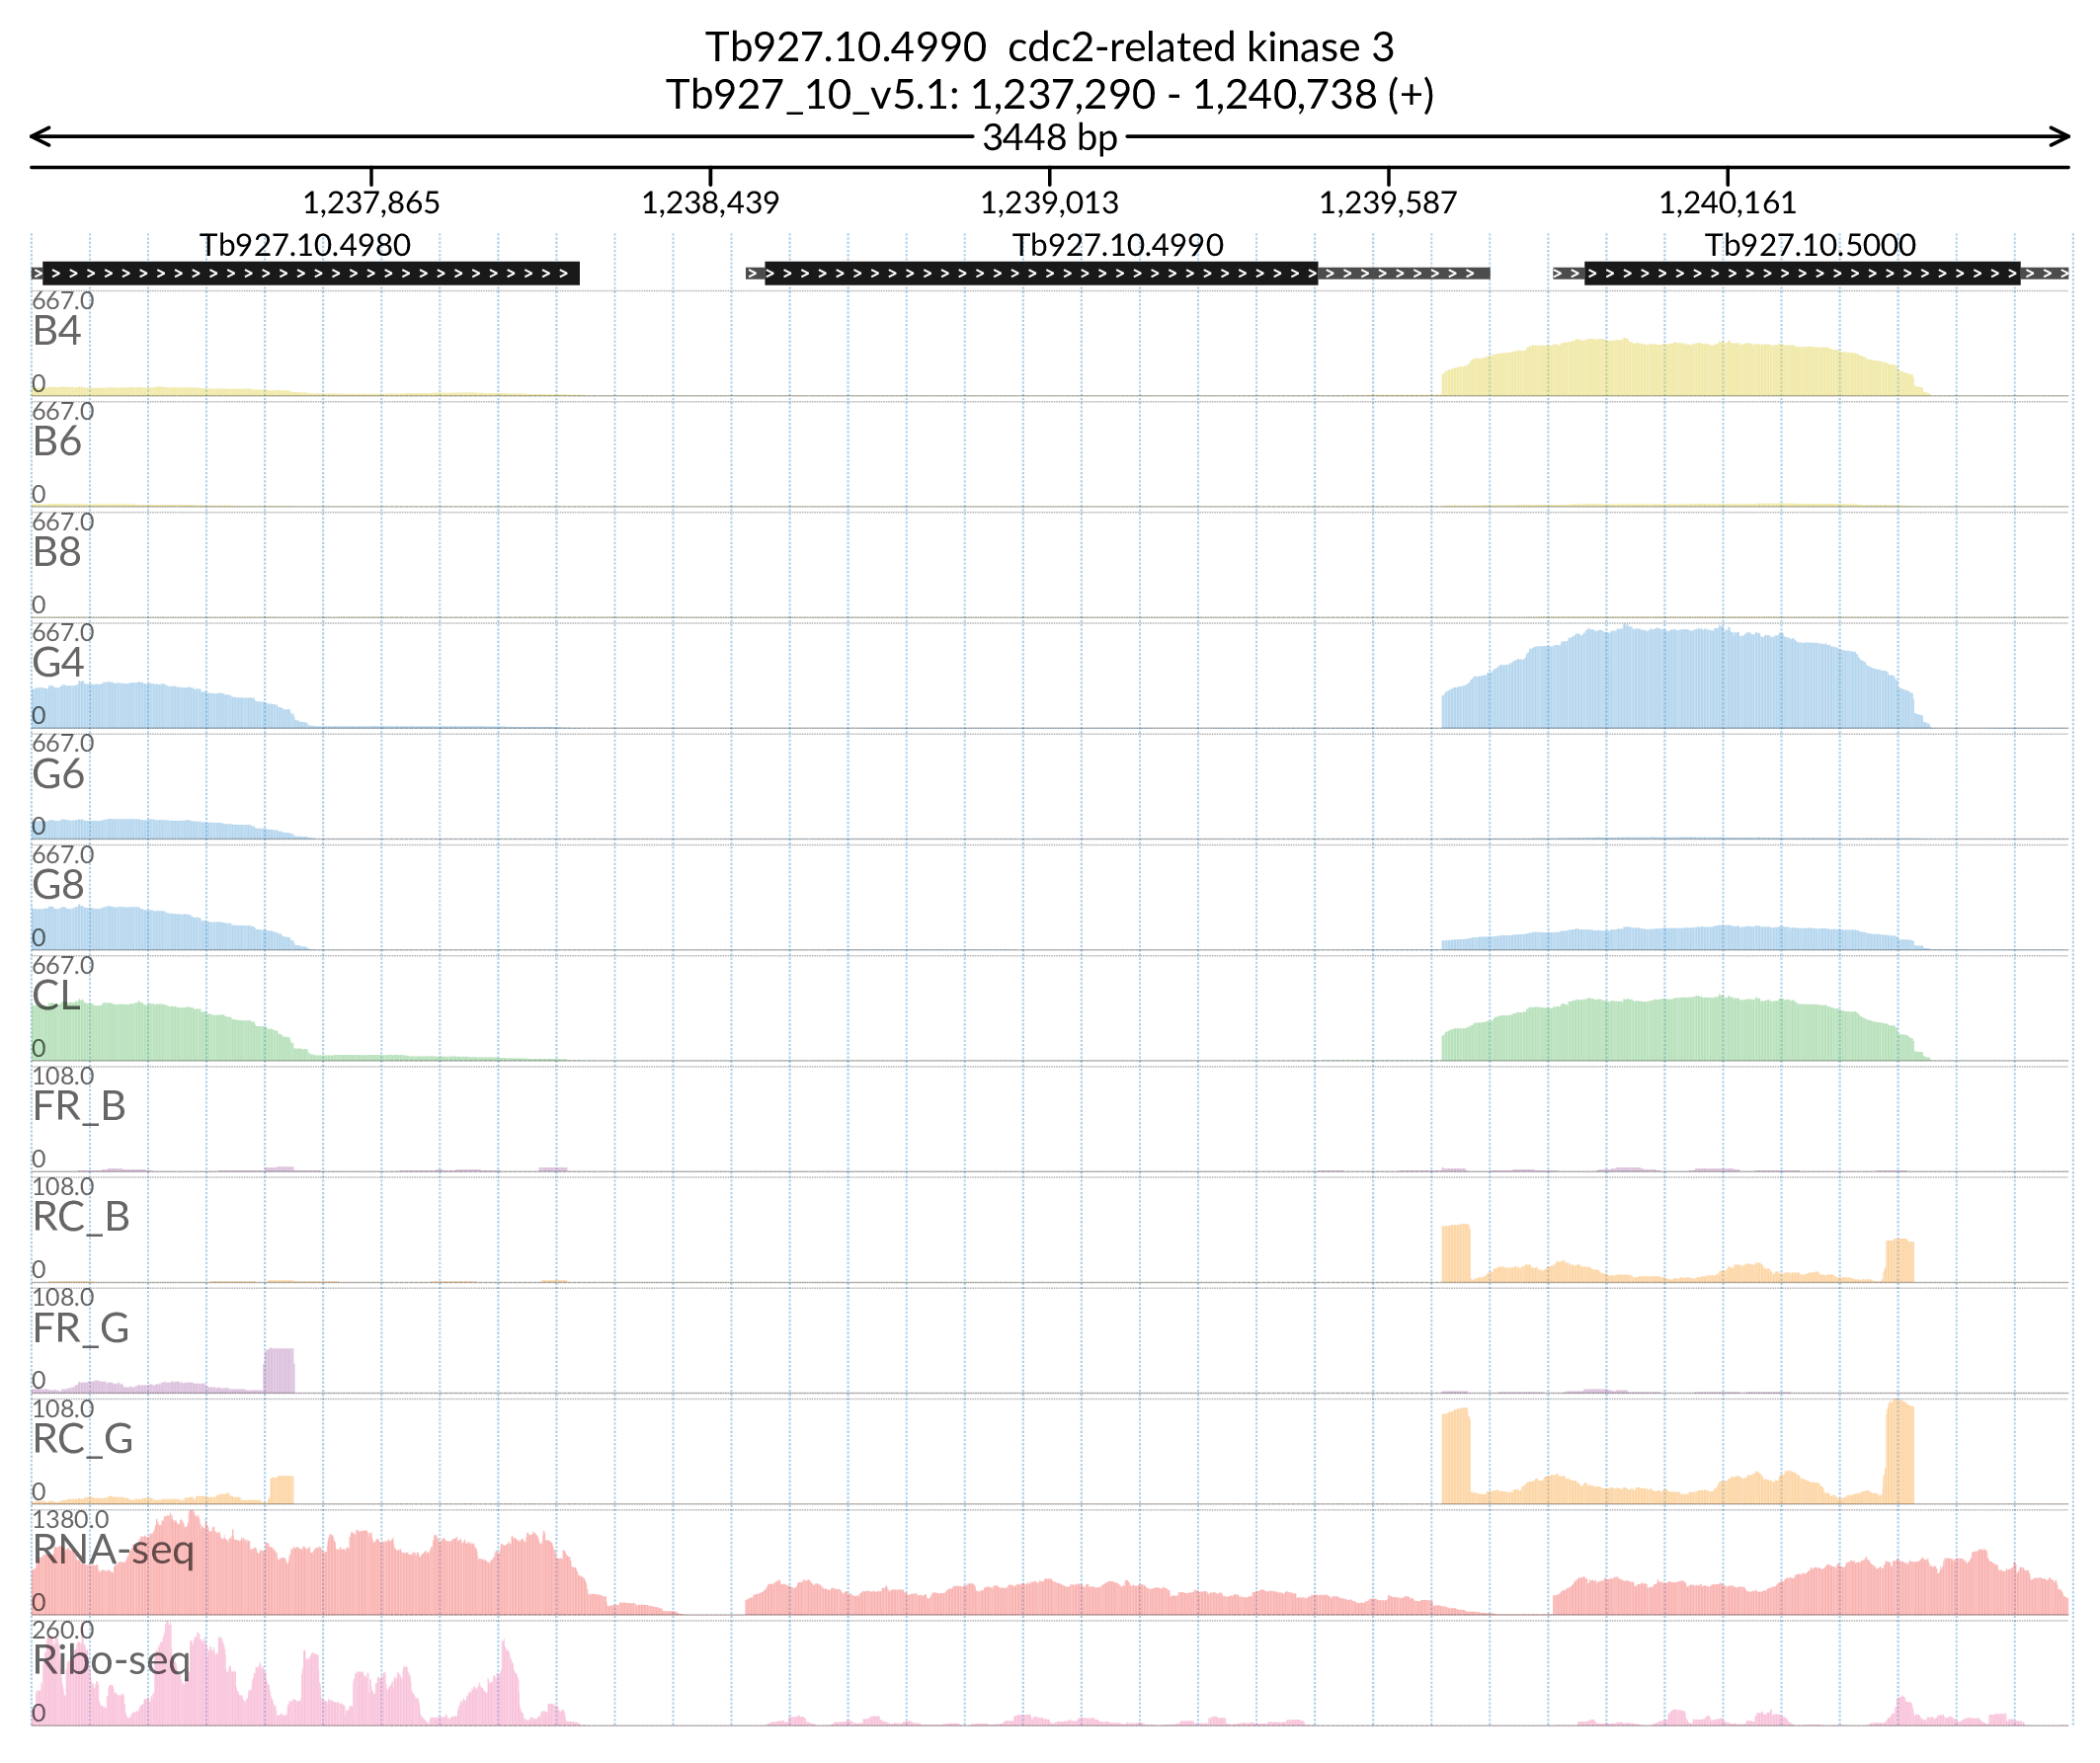 Tb927.10.4990 cdc2-related kinase 3
Tb927_10_v5.1: 1,237,290 - 1,240,738 (+)
3448 bp
1,237,865 1,238,439 1,239,013 1,239,587 1,240,161
Tb927.10.4980 Tb927.10.4990 Tb927.10.5000
667.0
B4
0
667.0
B6
0
667.0
B8
0
667.0
G4
0
667.0
G6
0
667.0
G8
0
667.0
CL
0
108.0
FR_B
0
108.0
RC_B
0
108.0
FR_G
0
108.0
RC_G
0
1380.0
RNA-seq
0
260.0
Ribo-seq
0